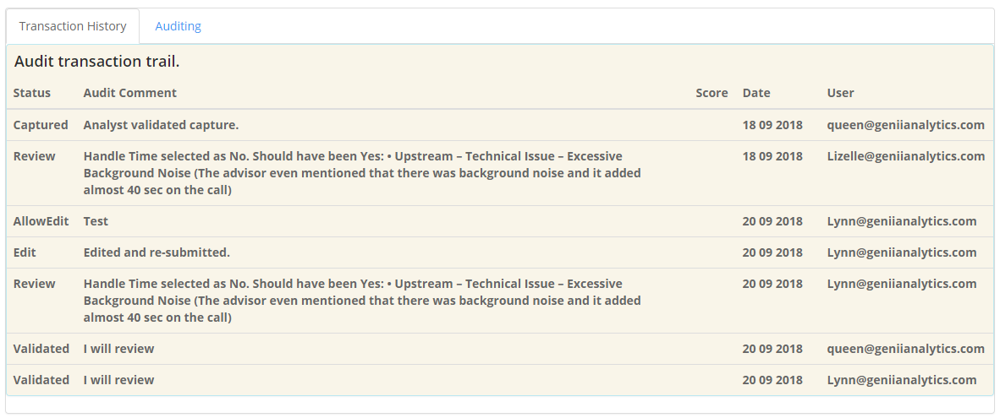 Transaction History Auditing
Audit transaction trail.
Status Audit Comment Score Date User
Captured Analyst validated capture. 18 09 2018 queen@geniianalytics.com
Review Handle Time selected as No. Should have been Yes: • Upstream – Technical Issue – Excessive 18 09 2018 Lizelle@geniianalytics.com
Background Noise (The advisor even mentioned that there was background noise and it added
almost 40 sec on the call)
AllowEdit Test 20 09 2018 Lynn@geniianalytics.com
Edit Edited and re-submitted. 20 09 2018 Lynn@geniianalytics.com
Review Handle Time selected as No. Should have been Yes: • Upstream – Technical Issue – Excessive 20 09 2018 Lynn@geniianalytics.com
Background Noise (The advisor even mentioned that there was background noise and it added
almost 40 sec on the call)
Validated I will review 20 09 2018 queen@geniianalytics.com
Validated I will review 20 09 2018 Lynn@geniianalytics.com